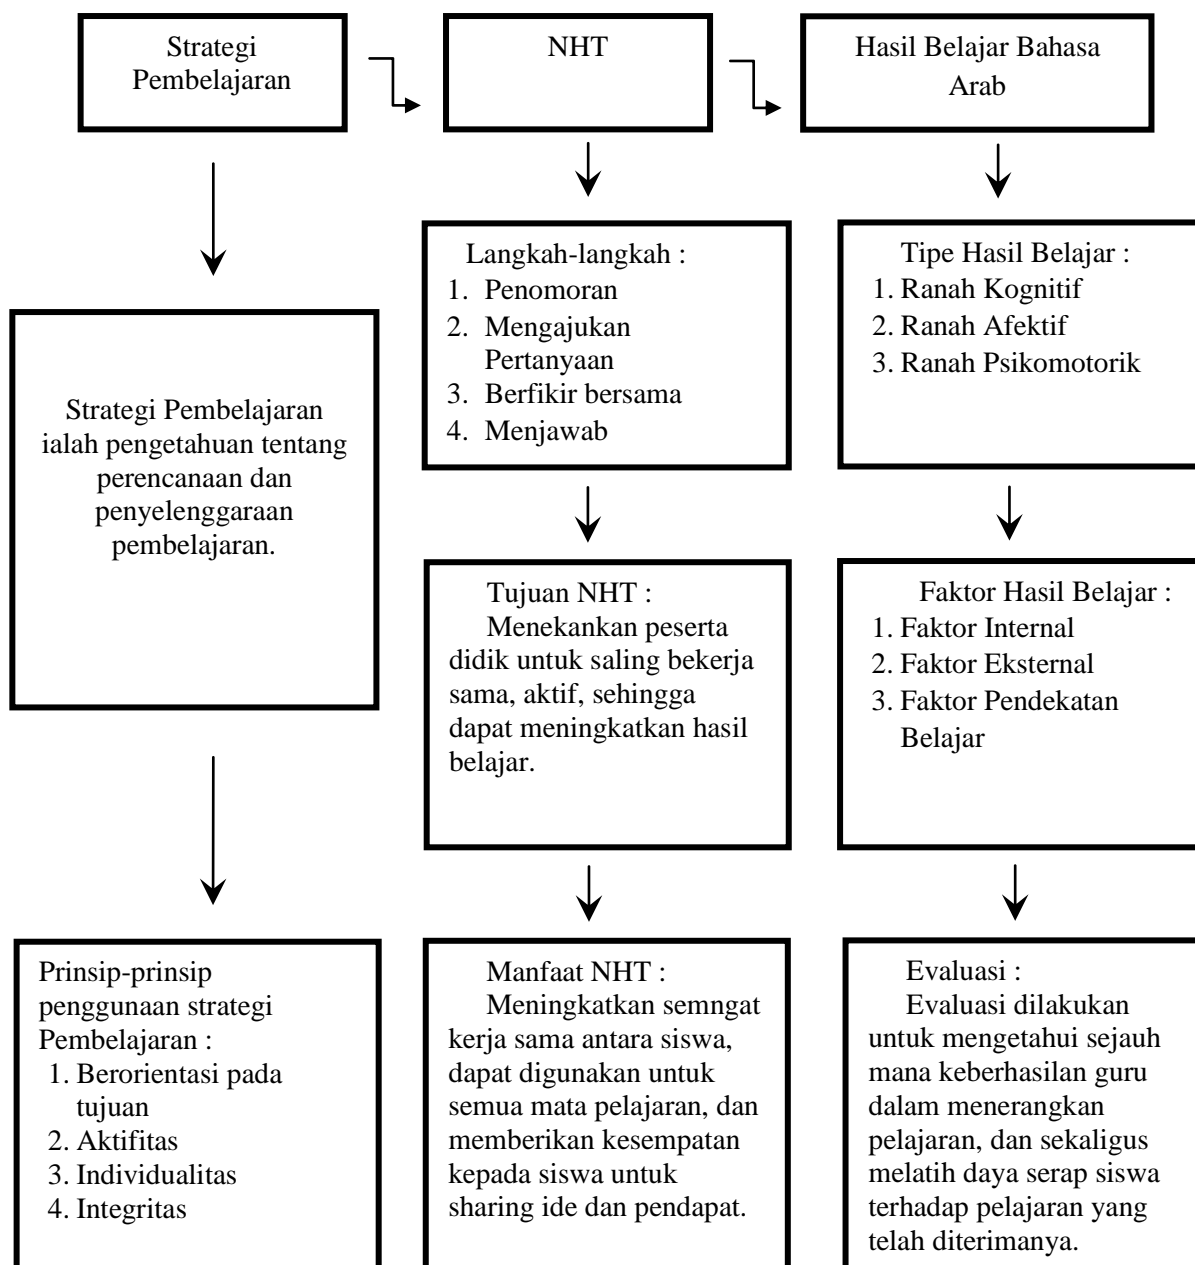 Strategi
Pembelajaran
NHT
Hasil Belajar Bahasa
Arab
Strategi Pembelajaran
ialah pengetahuan tentang
perencanaan dan
penyelenggaraan
pembelajaran.
Langkah-langkah :
1. Penomoran
2. Mengajukan
Pertanyaan
3. Berfikir bersama
4. Menjawab
Tipe Hasil Belajar :
1. Ranah Kognitif
2. Ranah Afektif
3. Ranah Psikomotorik
Tujuan NHT :
Menekankan peserta
didik untuk saling bekerja
sama, aktif, sehingga
dapat meningkatkan hasil
belajar.
Faktor Hasil Belajar :
1. Faktor Internal
2. Faktor Eksternal
3. Faktor Pendekatan
Belajar
Prinsip-prinsip
penggunaan strategi
Pembelajaran :
1. Berorientasi pada
tujuan
2. Aktifitas
3. Individualitas
4. Integritas
Manfaat NHT :
Meningkatkan semngat
kerja sama antara siswa,
dapat digunakan untuk
semua mata pelajaran, dan
memberikan kesempatan
kepada siswa untuk
sharing ide dan pendapat.
Evaluasi :
Evaluasi dilakukan
untuk mengetahui sejauh
mana keberhasilan guru
dalam menerangkan
pelajaran, dan sekaligus
melatih daya serap siswa
terhadap pelajaran yang
telah diterimanya.